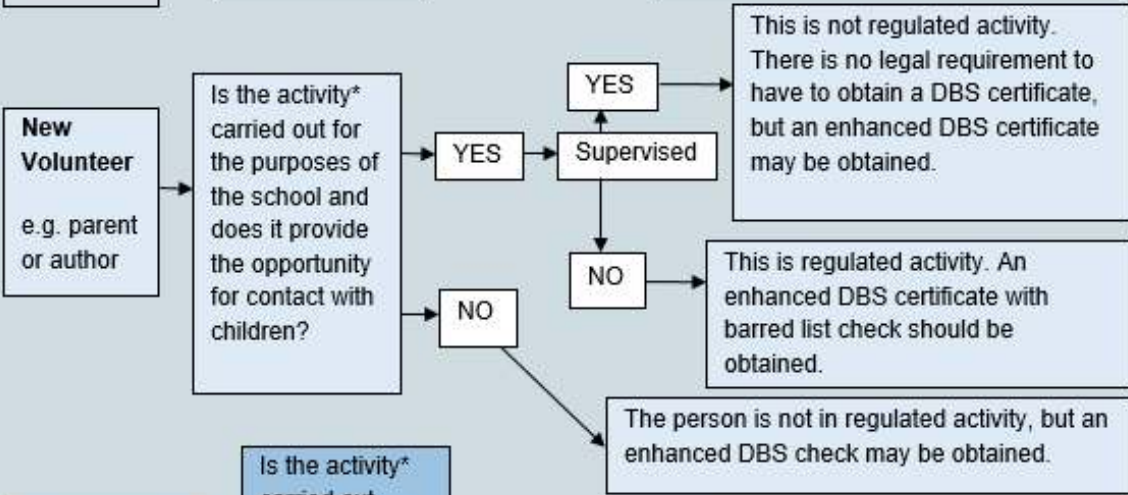 New
Volunteer
e.g. parent
or author
Is the activity*
carried out for
the purposes of
the school and
does it provide
the opportunity
for contact with
children?
YES
Supervised
YES
This is not regulated activity.
There is no legal requirement to
have to obtain a DBS certificate,
but an enhanced DBS certificate
may be obtained.
NO
This is regulated activity. An
enhanced DBS certificate with
barred list check should be
obtained.
NO
The person is not in regulated activity, but an
enhanced DBS check may be obtained.
Is the activity*
carried out